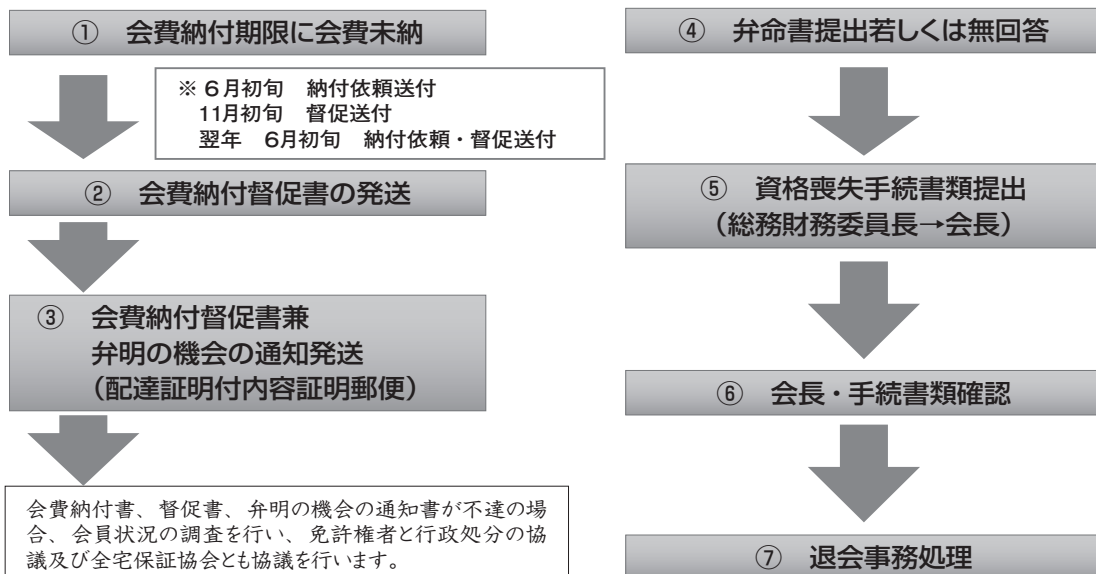 ① 会費納付期限に会費未納
※ 6月初旬 納付依頼送付
11月初旬 督促送付
翌年 6月初旬 納付依頼・督促送付
② 会費納付督促書の発送
③ 会費納付督促書兼
弁明の機会の通知発送
（配達証明付内容証明郵便）
会費納付書、督促書、弁明の機会の通知書が不達の場
合、会員状況の調査を行い、免許権者と行政処分の協
議及び全宅保証協会とも協議を行います。
④ 弁命書提出若しくは無回答
⑤ 資格喪失手続書類提出
（総務財務委員長→会長）
⑥ 会長・手続書類確認
⑦ 退会事務処理